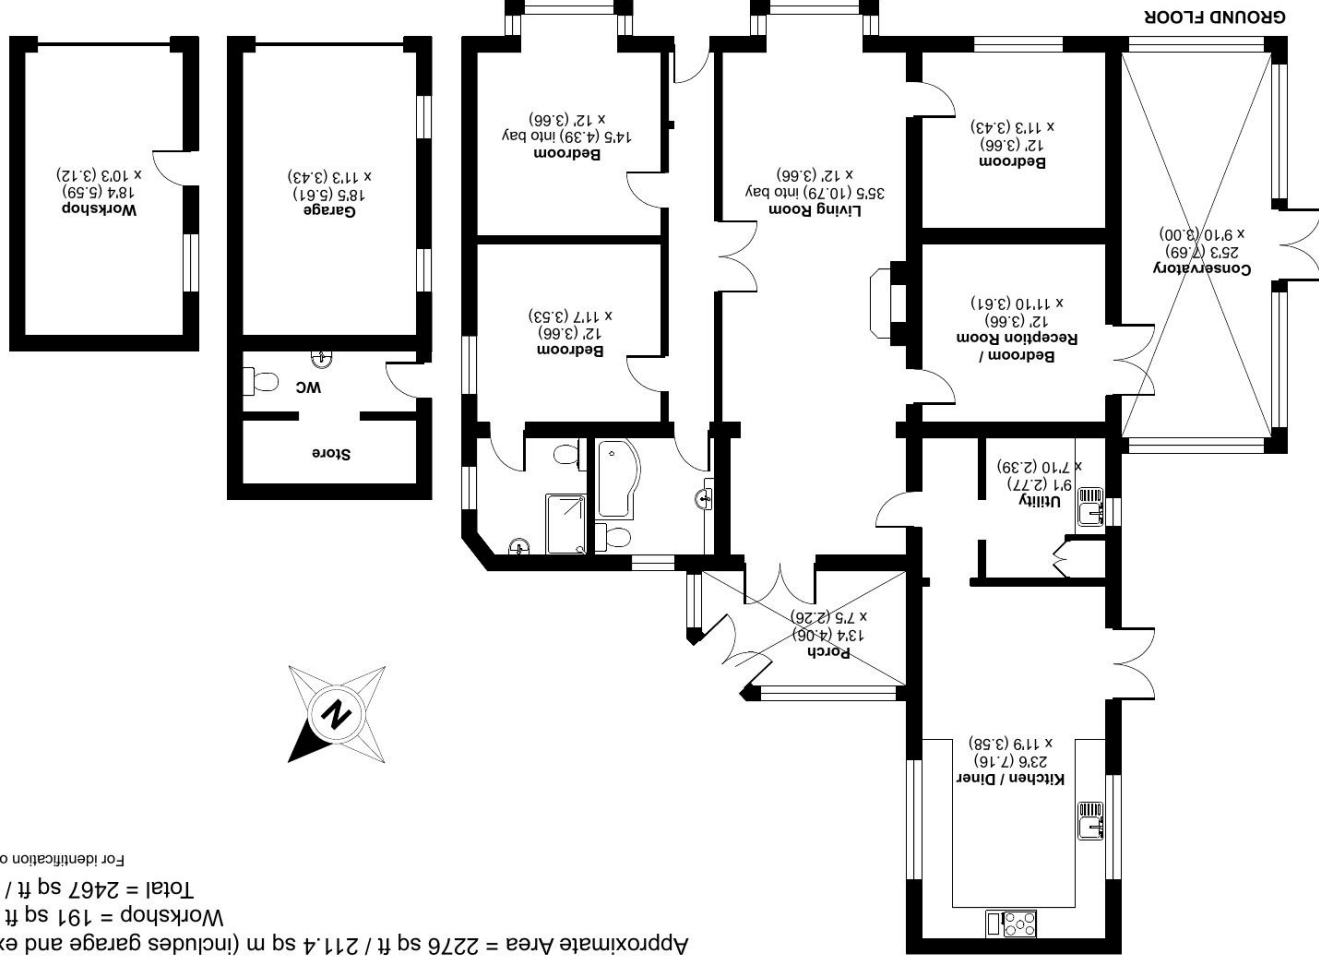 Approximate Area = 2276 sq ft / 211.4 sq m (includes garage and ex
Workshop = 191 sq ft
Total = 2467 sq ft /
For identification o
Kitchen / Diner
23'6 (7.16)
x 11'9 (3.58)
N
Porch
13'4 (4.06)
x 7'5 (2.26)
Utility
9'1 (2.77)
x 7'10 (2.39)
Store
WC
Bedroom /
Reception Room
12' (3.66)
x 11'10 (3.61)
Bedroom
12' (3.66)
x 11'7 (3.53)
Conservatory
25'3 (7.69)
x 9'10 (3.00)
Living Room
35'5 (10.79) into bay
x 12' (3.66)
Garage
18'5 (5.61)
x 11'3 (3.43)
Workshop
18'4 (5.59)
x 10'3 (3.12)
Bedroom
12' (3.66)
x 11'3 (3.43)
Bedroom
14'5 (4.39) into bay
x 12' (3.66)
GROUND FLOOR